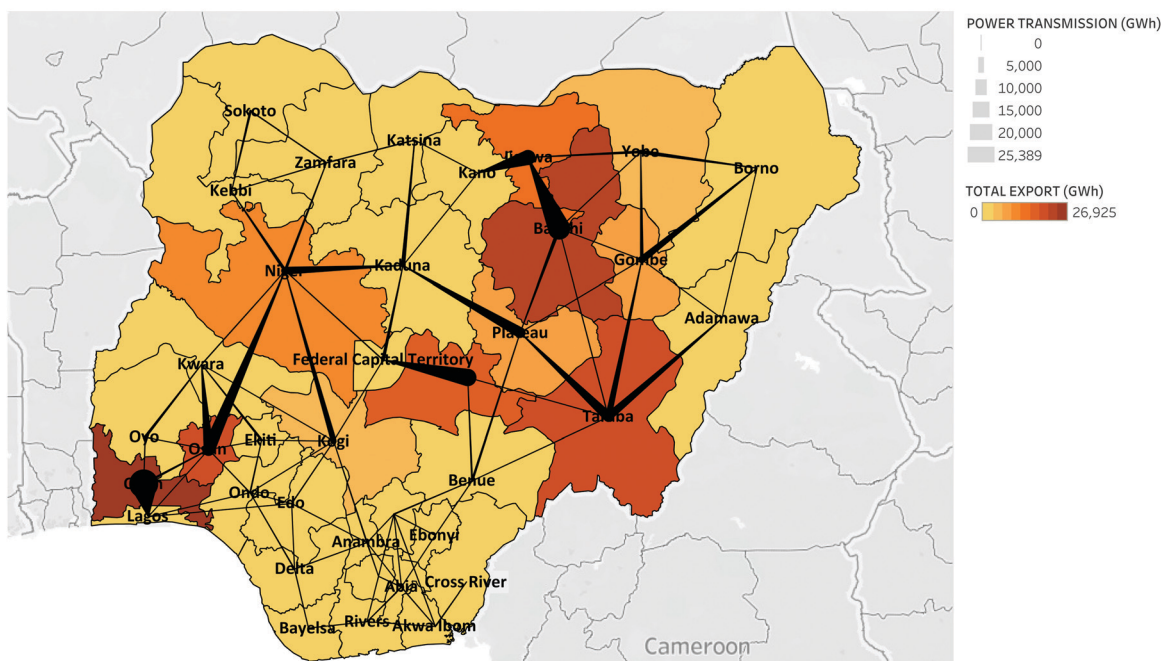 POWER TRANSMISSION (GWh)
0
5,000
10,000
15,000
20,000
25,389
TOTAL EXPORT (GWh)
0
26,925
Sokoto
Katsina
Zamfara
Kano
Yobe
Borno
Kebbi
Gombe
Niger
Kaduna
Adamawa
Plateau
Federal Capital Territory
Kwara
Taraba
Oyo
Osun
Ekiti
Kogi
Benue
Ondo
Edo
Lagos
Anambra
Ebonyi
Delta
Abia
Cross River
Bayelsa
Rivers
Akwa Ibom
Cameroon